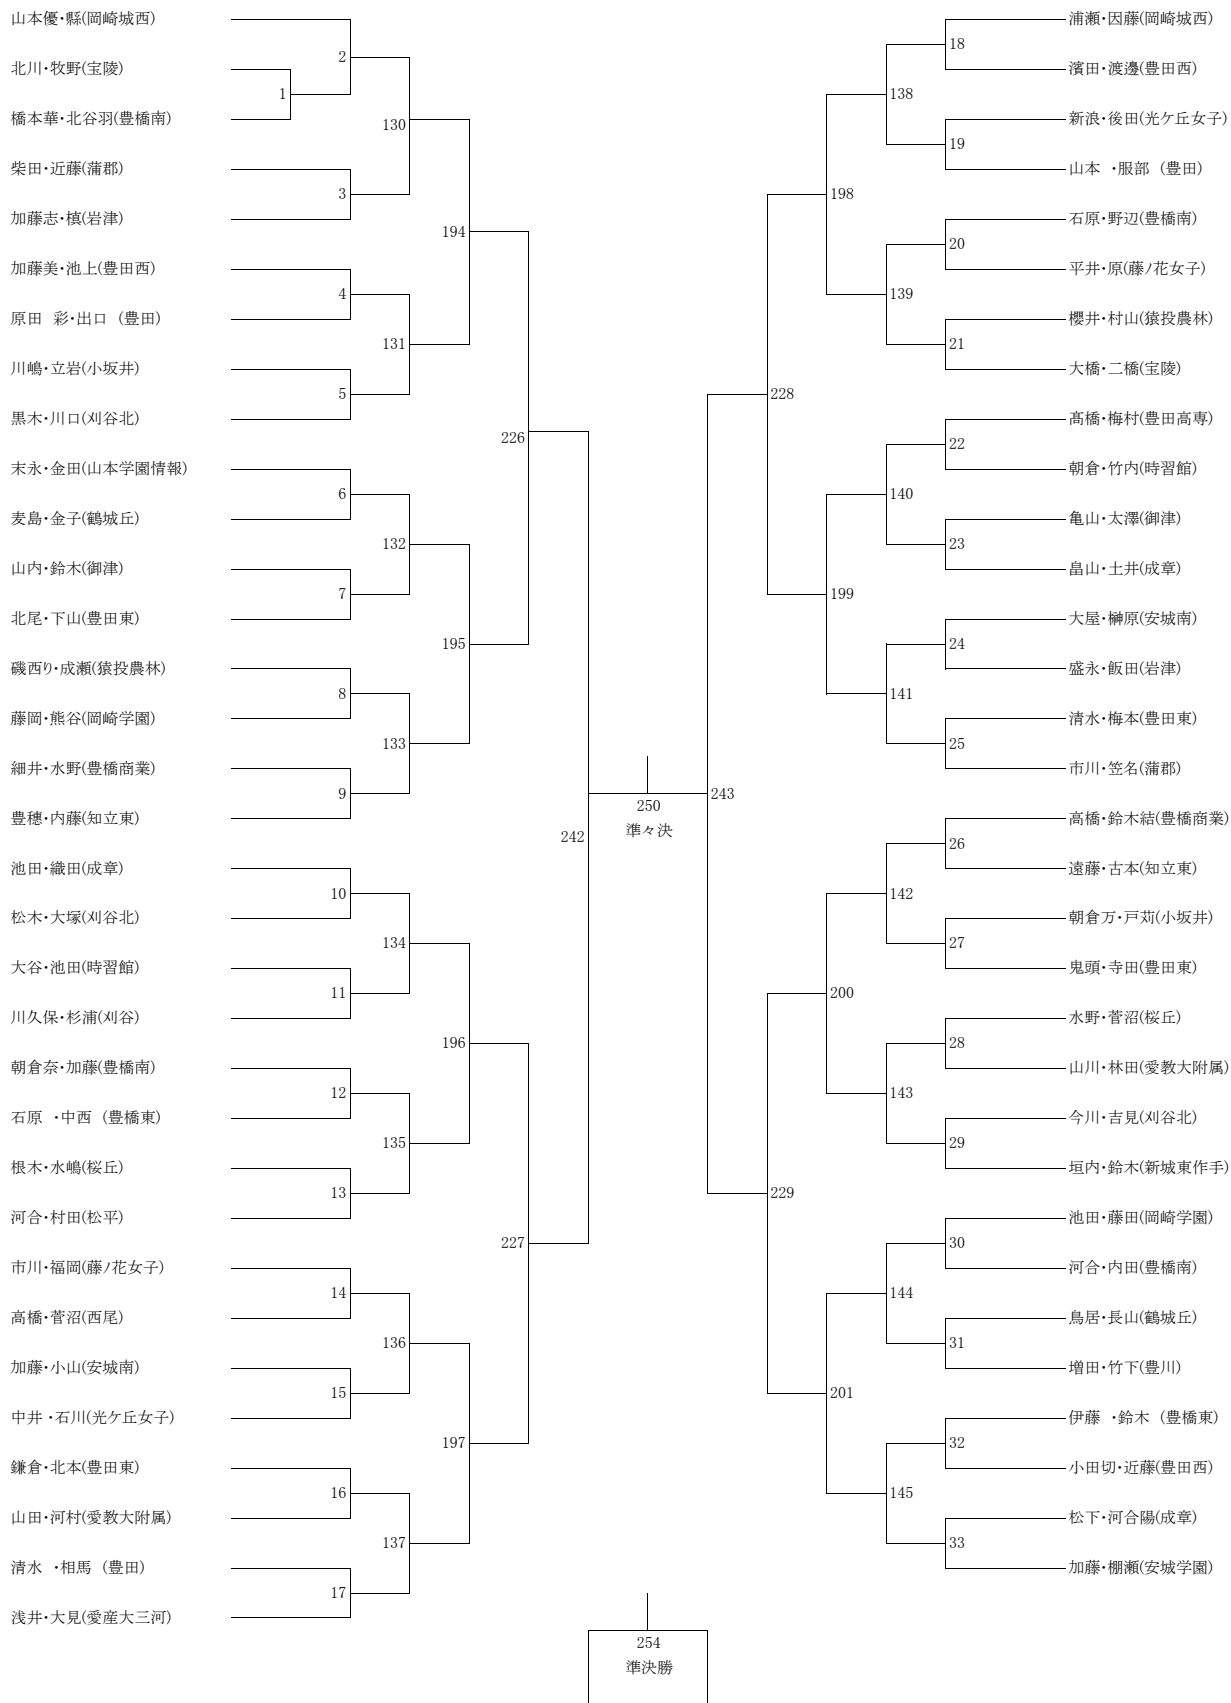 山本優・縣(岡崎城西)
北川・牧野(宝陵)
橋本華・北谷羽(豊橋南)
柴田・近藤(蒲郡)
加藤志・槙(岩津)
加藤美・池上(豊田西)
原田 彩・出口 (豊田)
川嶋・立岩(小坂井)
黒木・川口(刈谷北)
末永・金田(山本学園情報)
麦島・金子(鶴城丘)
山内・鈴木(御津)
北尾・下山(豊田東)
磯西り・成瀬(猿投農林)
藤岡・熊谷(岡崎学園)
細井・水野(豊橋商業)
豊穂・内藤(知立東)
池田・織田(成章)
松木・大塚(刈谷北)
大谷・池田(時習館)
川久保・杉浦(刈谷)
朝倉奈・加藤(豊橋南)
石原 ・中西 (豊橋東)
根木・水嶋(桜丘)
河合・村田(松平)
市川・福岡(藤ノ花女子)
高橋・菅沼(西尾)
加藤・小山(安城南)
中井・石川(光ケ丘女子)
鎌倉・北本(豊田東)
山田・河村(愛教大附属)
清水 ・相馬 (豊田)
浅井・大見(愛産大三河)
1
2
3
4
5
6
7
8
9
10
11
12
13
14
15
16
17
130
131
132
133
134
135
136
137
194
195
196
197
226
227
242
250
準々決
254
準決勝
243
228
229
198
199
200
201
138
139
140
141
142
143
144
145
18
19
20
21
22
23
24
25
26
27
28
29
30
31
32
33
浦瀬・因藤(岡崎城西)
濱田・渡邊(豊田西)
新浪・後田(光ケ丘女子)
山本 ・服部 (豊田)
石原・野辺(豊橋南)
平井・原(藤ノ花女子)
櫻井・村山(猿投農林)
大橋・二橋(宝陵)
髙橋・梅村(豊田高専)
朝倉・竹内(時習館)
亀山・太澤(御津)
畠山・土井(成章)
大屋・榊原(安城南)
盛永・飯田(岩津)
清水・梅本(豊田東)
市川・笠名(蒲郡)
高橋・鈴木結(豊橋商業)
遠藤・古本(知立東)
朝倉万・戸苅(小坂井)
鬼頭・寺田(豊田東)
水野・菅沼(桜丘)
山川・林田(愛教大附属)
今川・吉見(刈谷北)
垣内・鈴木(新城東作手)
池田・藤田(岡崎学園)
河合・内田(豊橋南)
鳥居・長山(鶴城丘)
増田・竹下(豊川)
伊藤 ・鈴木 (豊橋東)
小田切・近藤(豊田西)
松下・河合陽(成章)
加藤・棚瀬(安城学園)